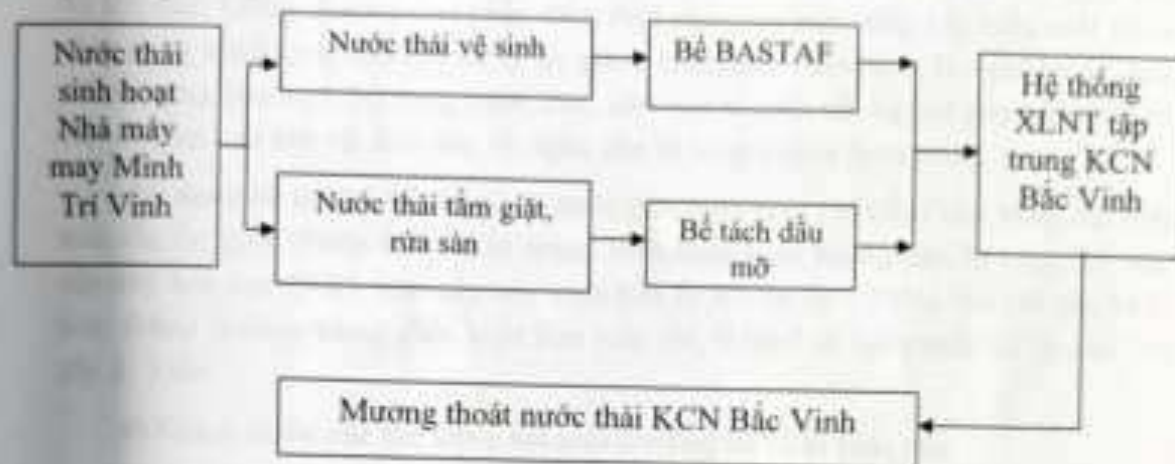 Nước thải
sinh hoạt
Nhà máy
may Minh
Trí Vinh
Nước thải vệ sinh
Bể BASTAF
Nước thải tắm giặt,
rửa sàn
Bể tách dầu
mỡ
Hệ thống
XLNT tập
trung KCN
Bắc Vinh
Mương thoát nước thải KCN Bắc Vinh